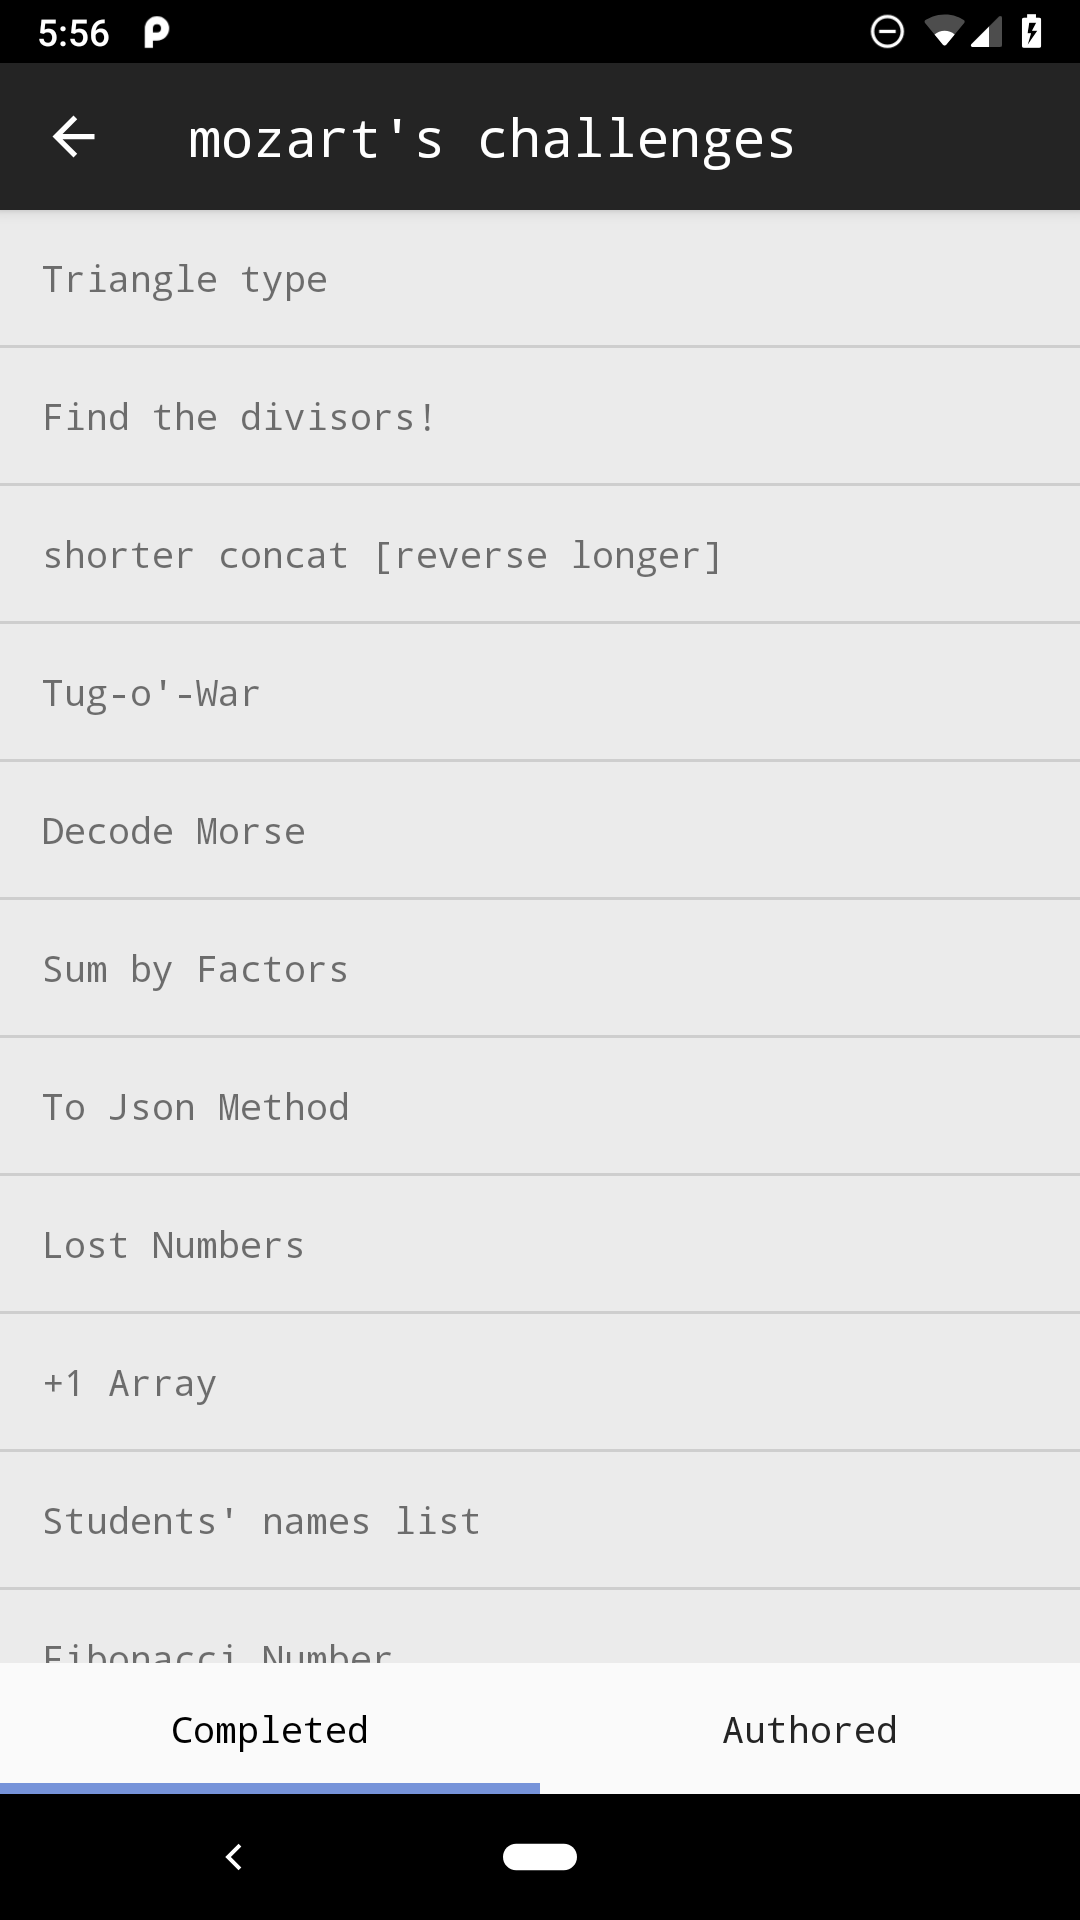 5:56
mozart's challenges
Triangle type
Find the divisors!
shorter concat [reverse longer]
Tug-o'-War
Decode Morse
Sum by Factors
To Json Method
Lost Numbers
+1 Array
Students' names list
Fibonacci Number
Completed
Authored